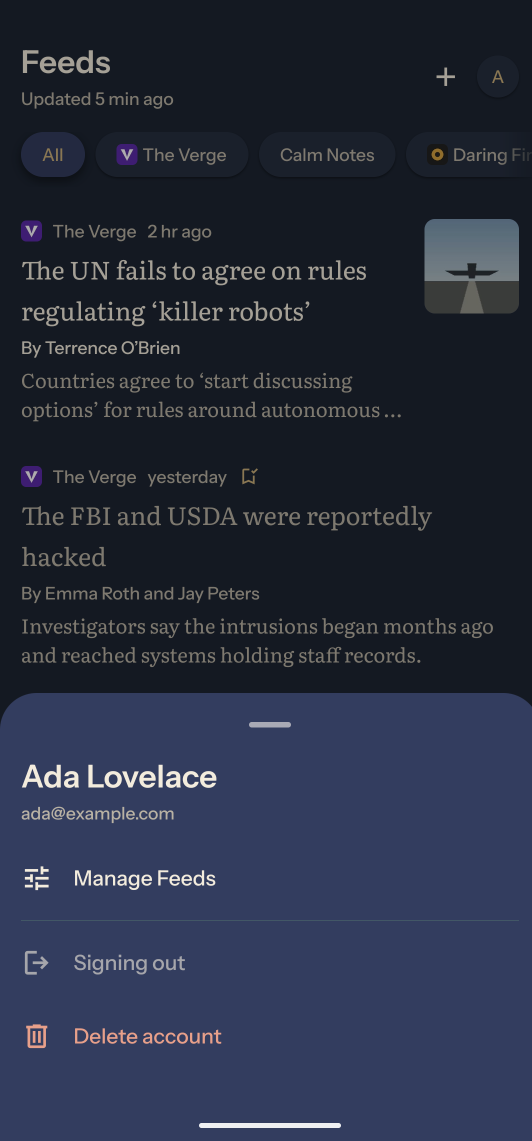 Feeds
Updated 5 min ago
A
All
The Verge
Calm Notes
Daring Fir
The Verge 2 hr ago
The UN fails to agree on rules
regulating ‘killer robots’
By Terrence O’Brien
Countries agree to ‘start discussing
options’ for rules around autonomous ...
The Verge yesterday
The FBI and USDA were reportedly
hacked
By Emma Roth and Jay Peters
Investigators say the intrusions began months ago
and reached systems holding staff records.
Ada Lovelace
ada@example.com
Manage Feeds
Signing out
Delete account